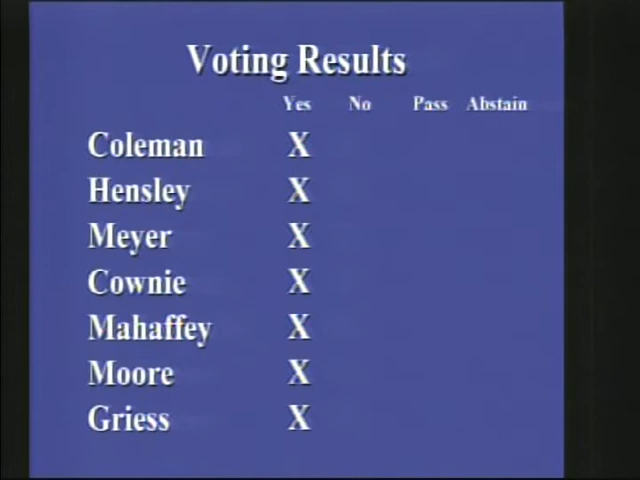 Voting Results
Yes No Pass Abstain
Coleman X
Hensley X
Meyer X
Cownie X
Mahaffey X
Moore X
Griess X